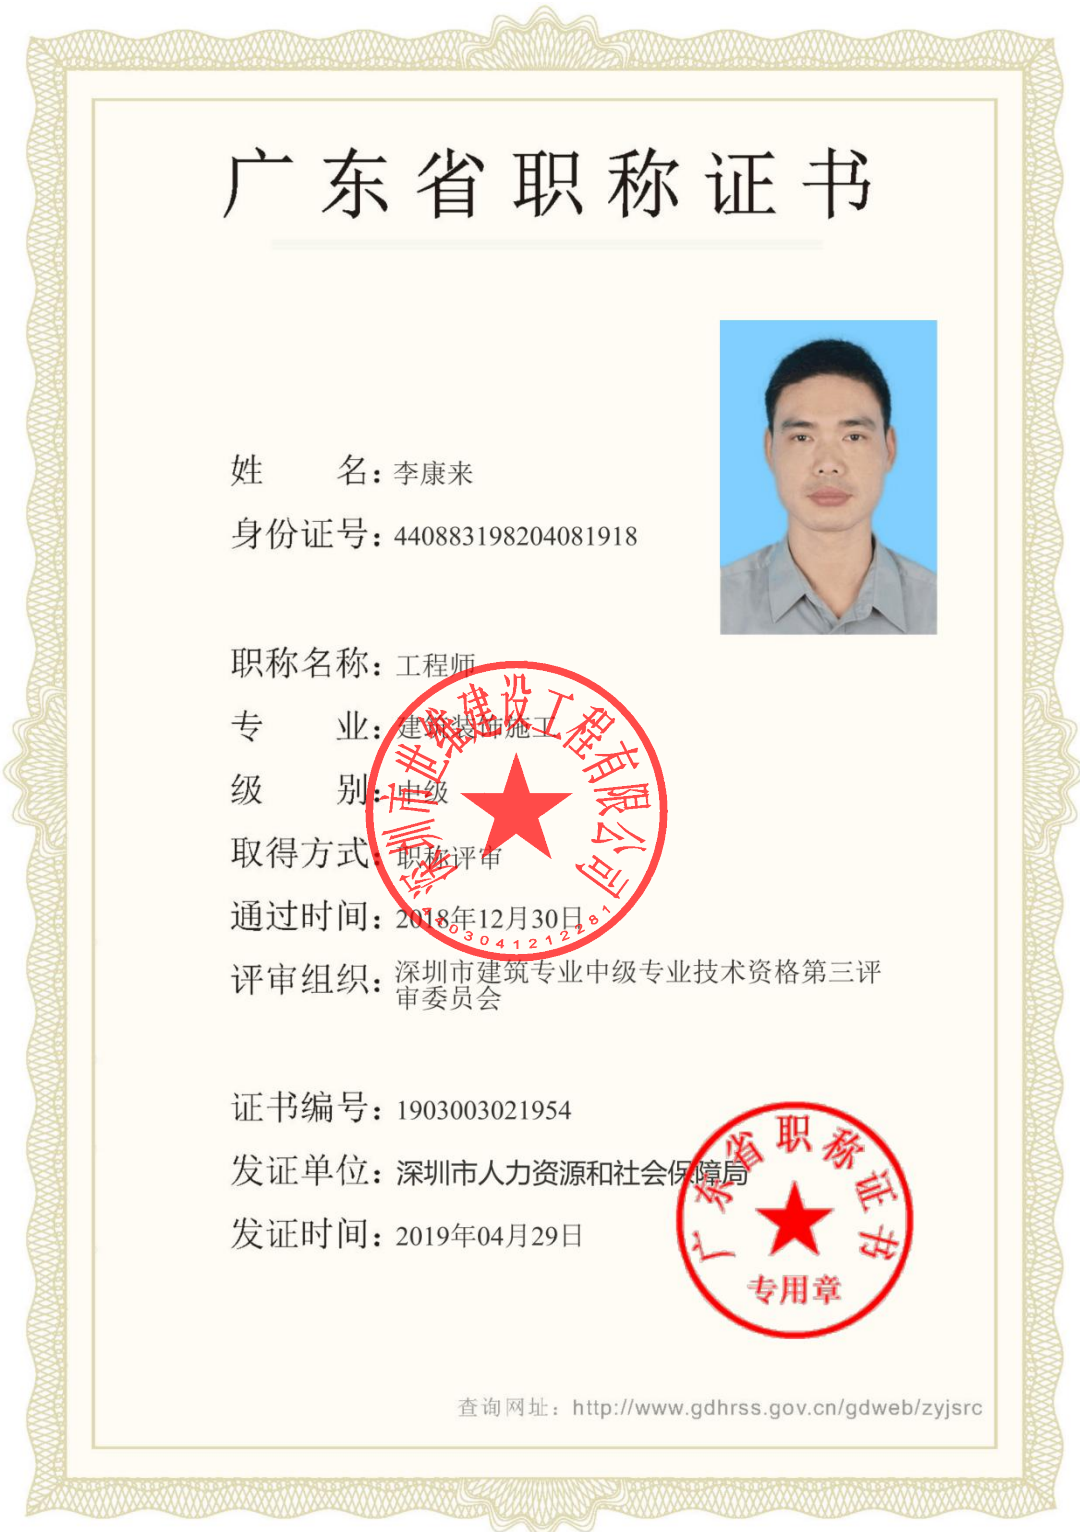 广东省职称证书
姓 名：李康来
身份证号：440883198204081918
职称名称：工程师
专 业：建筑装饰施工
级 别：中级
取得方式：职称评审
通过时间：2018年12月30日
评审组织：深圳市建筑专业中级专业技术资格第三评
审委员会
深圳市世维建设工程有限公司
4403041212281
证书编号：1903003021954
发证单位：深圳市人力资源和社会保障局
发证时间：2019年04月29日
广东省职称证书
专用章
查询网址：http://www.gdhrss.gov.cn/gdweb/zyjsrc